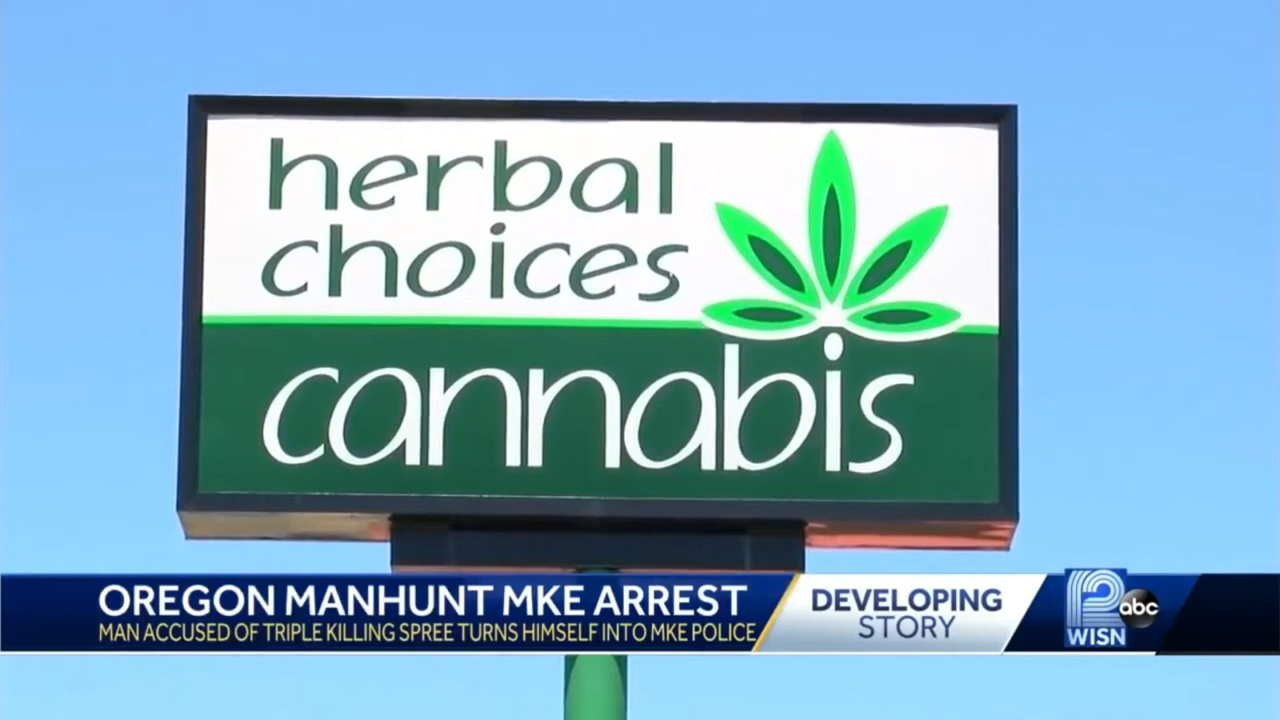 herbal
choices
cannabis
OREGON MANHUNT MKE ARREST
MAN ACCUSED OF TRIPLE KILLING SPREE TURNS HIMSELF INTO MKE POLICE
DEVELOPING
STORY
12
WISN
abc